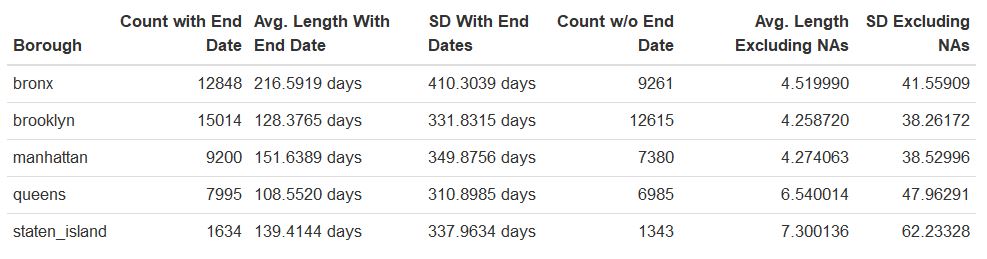 Borough Count with End Date Avg. Length With End Date SD With End Dates Count w/o End Date Avg. Length Excluding NAs SD Excluding NAs
bronx 12848 216.5919 days 410.3039 days 9261 4.519990 41.55909
brooklyn 15014 128.3765 days 331.8315 days 12615 4.258720 38.26172
manhattan 9200 151.6389 days 349.8756 days 7380 4.274063 38.52996
queens 7995 108.5520 days 310.8985 days 6985 6.540014 47.96291
staten_island 1634 139.4144 days 337.9634 days 1343 7.300136 62.23328